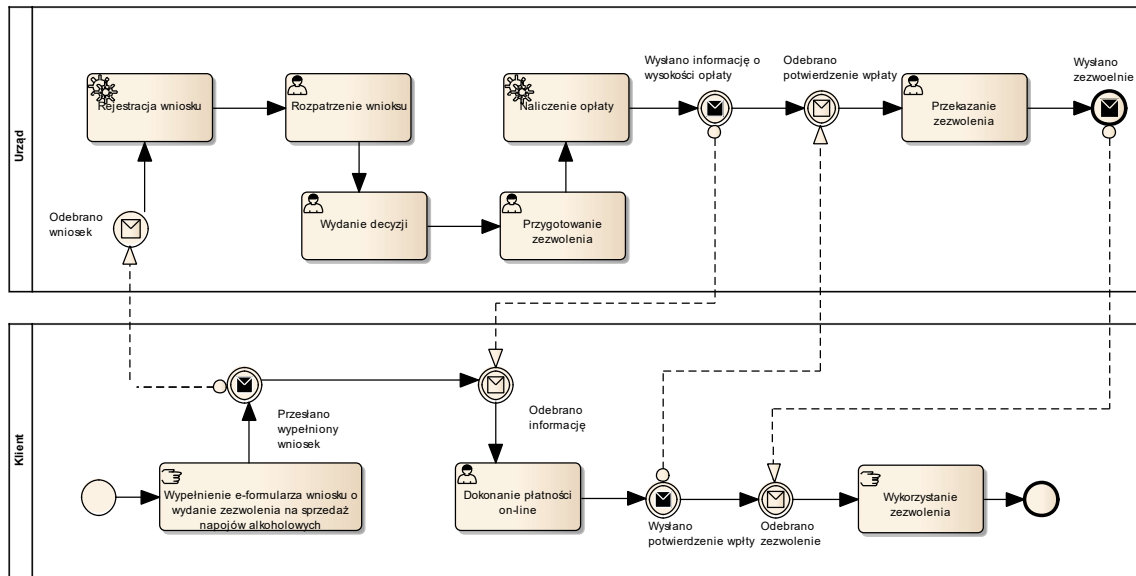 Urząd
Odebrano
wniosek
Rejestracja wniosku
Rozpatrzenie wnioksu
Wydanie decyzji
Przygotowanie
zezwolenia
Naliczenie opłaty
Wysłano informację o
wysokości opłaty
Odebrano
potwierdzenie wpłaty
Przekazanie
zezwolenia
Wysłano
zezwoelnie
Klient
Wypełnienie e-formularza wniosku o
wydanie zezwolenia na sprzedaż
napojów alkoholowych
Przesłano
wypełniony
wniosek
Odebrano
informację
Dokonanie płatności
on-line
Wysłano
potwierdzenie wpłty
Odebrano
zezwolenie
Wykorzystanie
zezwolenia